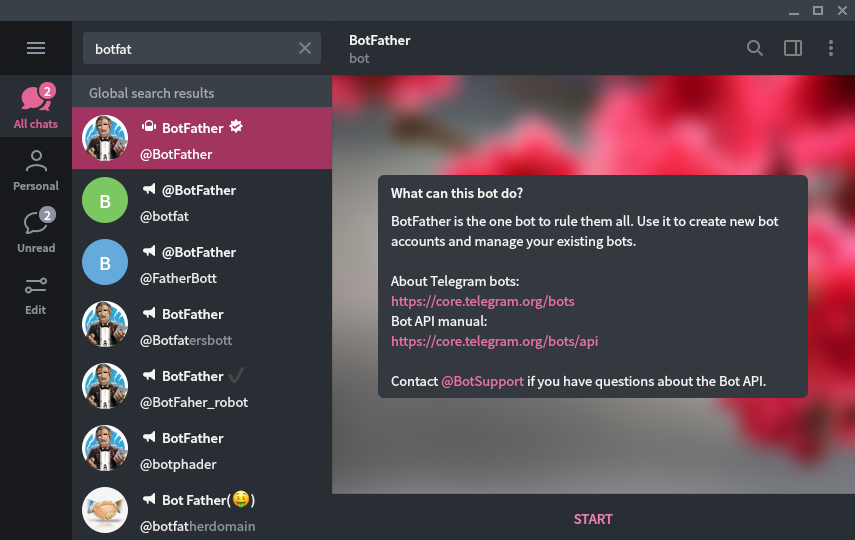 botfat
BotFather
bot
Global search results
2
All chats
BotFather
@BotFather
Personal
B
@BotFather
@botfat
2
Unread
B
@BotFather
@FatherBott
Edit
BotFather
@Botfatersbott
BotFather ✔
@BotFaher_robot
BotFather
@botphader
Bot Father(🤑)
@botfatherdomain
What can this bot do?
BotFather is the one bot to rule them all. Use it to create new bot
accounts and manage your existing bots.
About Telegram bots:
https://core.telegram.org/bots
Bot API manual:
https://core.telegram.org/bots/api
Contact @BotSupport if you have questions about the Bot API.
START